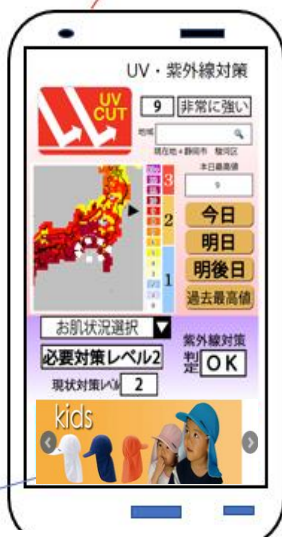 UV・紫外線対策
UV
CUT
9 非常に強い
地域
現在地＊静岡市 駿河区
本日最高値
9
3
2
1
今日
明日
明後日
過去最高値
お肌状況選択 ▼
必要対策レベル2
現状対策レベル 2
紫外線対策
判定 OK
kids